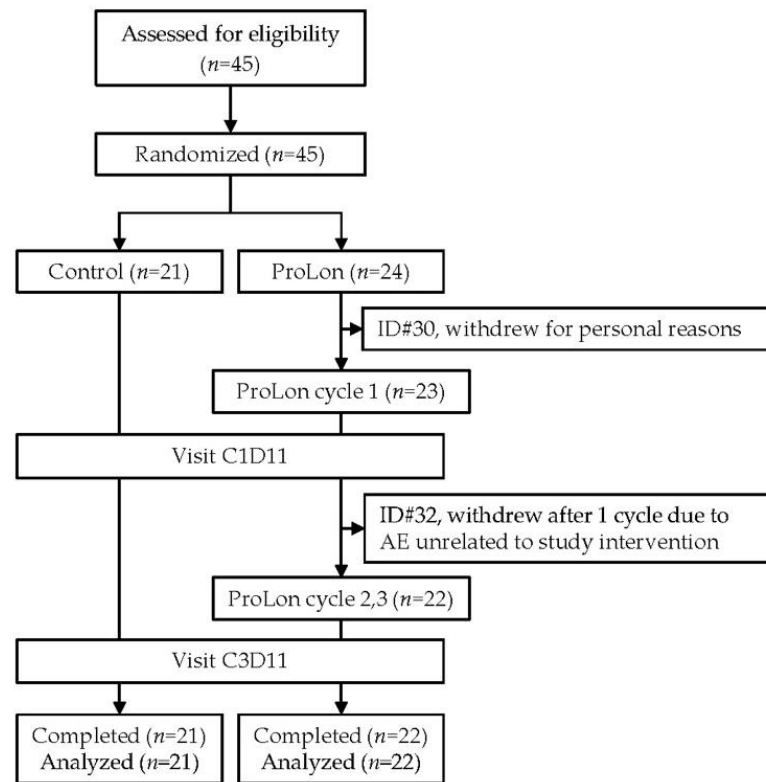 Assessed for eligibility
(n=45)
Randomized (n=45)
Control (n=21)
ProLon (n=24)
ID#30, withdrew for personal reasons
ProLon cycle 1 (n=23)
Visit C1D11
ID#32, withdrew after 1 cycle due to
AE unrelated to study intervention
ProLon cycle 2,3 (n=22)
Visit C3D11
Completed (n=21)
Analyzed (n=21)
Completed (n=22)
Analyzed (n=22)